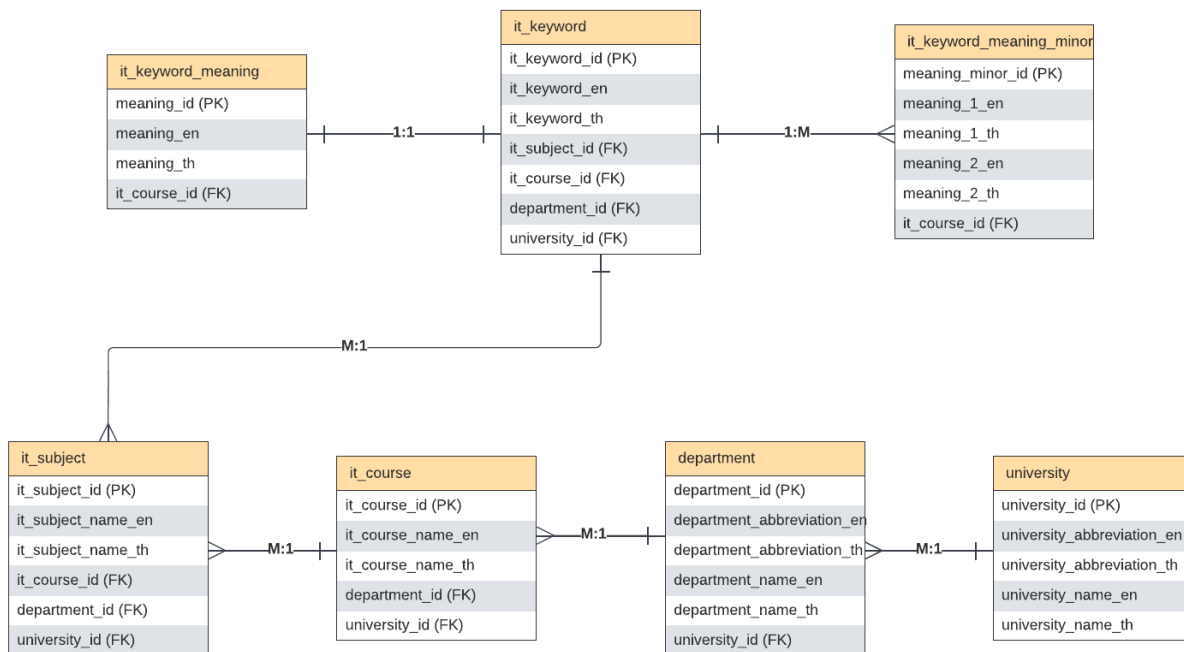 it_keyword
it_keyword_id (PK)
it_keyword_en
it_keyword_th
it_subject_id (FK)
it_course_id (FK)
department_id (FK)
university_id (FK)
it_keyword_meaning
meaning_id (PK)
meaning_en
meaning_th
it_course_id (FK)
1:1
1:M
it_keyword_meaning_minor
meaning_minor_id (PK)
meaning_1_en
meaning_1_th
meaning_2_en
meaning_2_th
it_course_id (FK)
M:1
it_subject
it_subject_id (PK)
it_subject_name_en
it_subject_name_th
it_course_id (FK)
department_id (FK)
university_id (FK)
M:1
it_course
it_course_id (PK)
it_course_name_en
it_course_name_th
department_id (FK)
university_id (FK)
M:1
department
department_id (PK)
department_abbreviation_en
department_abbreviation_th
department_name_en
department_name_th
university_id (FK)
M:1
university
university_id (PK)
university_abbreviation_en
university_abbreviation_th
university_name_en
university_name_th